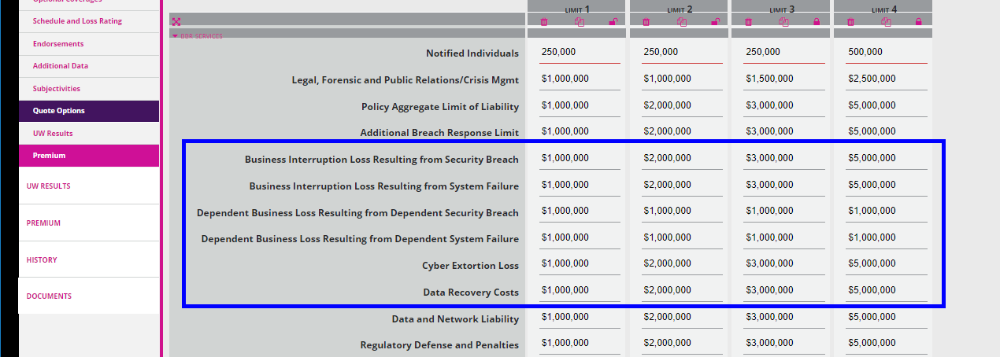 Optional Coverages
Schedule and Loss Rating
Endorsements
Additional Data
Subjectivities
Quote Options
UW Results
Premium
UW RESULTS
PREMIUM
HISTORY
DOCUMENTS
LIMIT 1 LIMIT 2 LIMIT 3 LIMIT 4
BBR SERVICES
Notified Individuals 250,000 250,000 250,000 500,000
Legal, Forensic and Public Relations/Crisis Mgmt $1,000,000 $1,000,000 $1,500,000 $2,500,000
Policy Aggregate Limit of Liability $1,000,000 $2,000,000 $3,000,000 $5,000,000
Additional Breach Response Limit $1,000,000 $2,000,000 $3,000,000 $5,000,000
Business Interruption Loss Resulting from Security Breach $1,000,000 $2,000,000 $3,000,000 $5,000,000
Business Interruption Loss Resulting from System Failure $1,000,000 $2,000,000 $3,000,000 $5,000,000
Dependent Business Loss Resulting from Dependent Security Breach $1,000,000 $1,000,000 $1,000,000 $1,000,000
Dependent Business Loss Resulting from Dependent System Failure $1,000,000 $1,000,000 $1,000,000 $1,000,000
Cyber Extortion Loss $1,000,000 $2,000,000 $3,000,000 $5,000,000
Data Recovery Costs $1,000,000 $2,000,000 $3,000,000 $5,000,000
Data and Network Liability $1,000,000 $2,000,000 $3,000,000 $5,000,000
Regulatory Defense and Penalties $1,000,000 $2,000,000 $3,000,000 $5,000,000